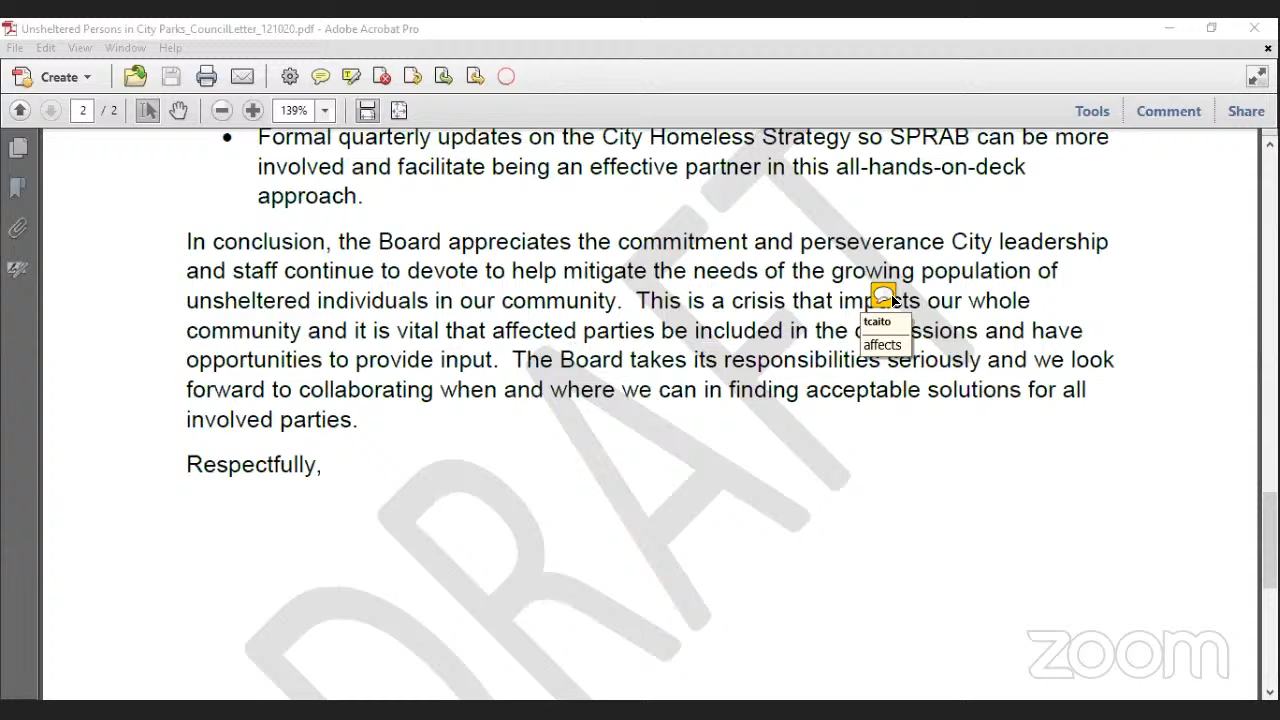 Unsheltered Persons in City Parks_CouncilLetter_121020.pdf - Adobe Acrobat Pro
File Edit View Window Help
Create
2 / 2 139% Tools Comment Share
• Formal quarterly updates on the City Homeless Strategy so SPRAB can be more
involved and facilitate being an effective partner in this all-hands-on-deck
approach.
In conclusion, the Board appreciates the commitment and perseverance City leadership
and staff continue to devote to help mitigate the needs of the growing population of
unsheltered individuals in our community. This is a crisis that impacts our whole
tcaito
community and it is vital that affected parties be included in the discussions and have
affects
opportunities to provide input. The Board takes its responsibilities seriously and we look
forward to collaborating when and where we can in finding acceptable solutions for all
involved parties.
Respectfully,
DRAFT
zoom